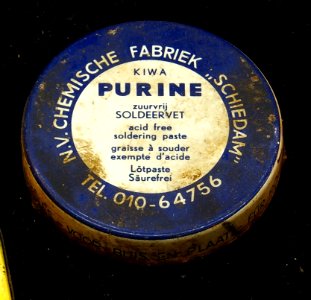 N.V. CHEMISCHE FABRIEK „SCHIEDAM"
KIWA
PURINE
zuurvrij
SOLDEERVET
acid free
soldering paste
graisse à souder
exempte d'acide
Lötpaste
Säurefrei
TEL. 010-64756